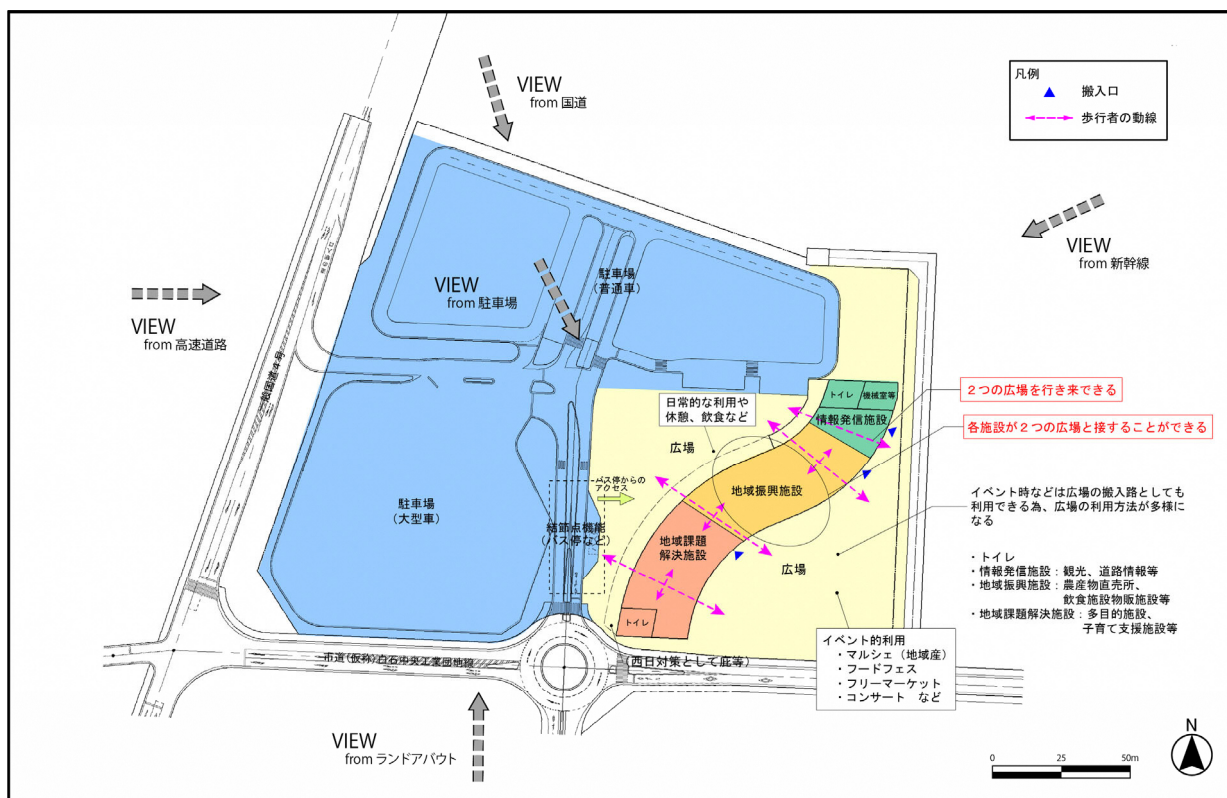 凡例
搬入口
歩行者の動線
VIEW
from 国道
VIEW
from 新幹線
VIEW
from 高速道路
VIEW
from 駐車場
駐車場
(普通車)
一般国道4号
駐車場
(大型車)
結節点機能
(バス停など)
バス停からの
アクセス
日常的な利用や
休憩、飲食など
広場
トイレ
機械室等
情報発信施設
地域振興施設
地域課題
解決施設
トイレ
広場
2つの広場を行き来できる
各施設が2つの広場と接することができる
イベント時などは広場の搬入路としても
利用できる為、広場の利用方法が多様に
なる
・トイレ
・情報発信施設:観光、道路情報等
・地域振興施設:農産物直売所、
飲食施設物販施設等
・地域課題解決施設:多目的施設、
子育て支援施設等
イベント的利用
・マルシェ(地域産)
・フードフェス
・フリーマーケット
・コンサート など
(西日対策として庇等)
市道(仮称)白石中央工業団地線
VIEW
from ランドアバウト
0 25 50m
N